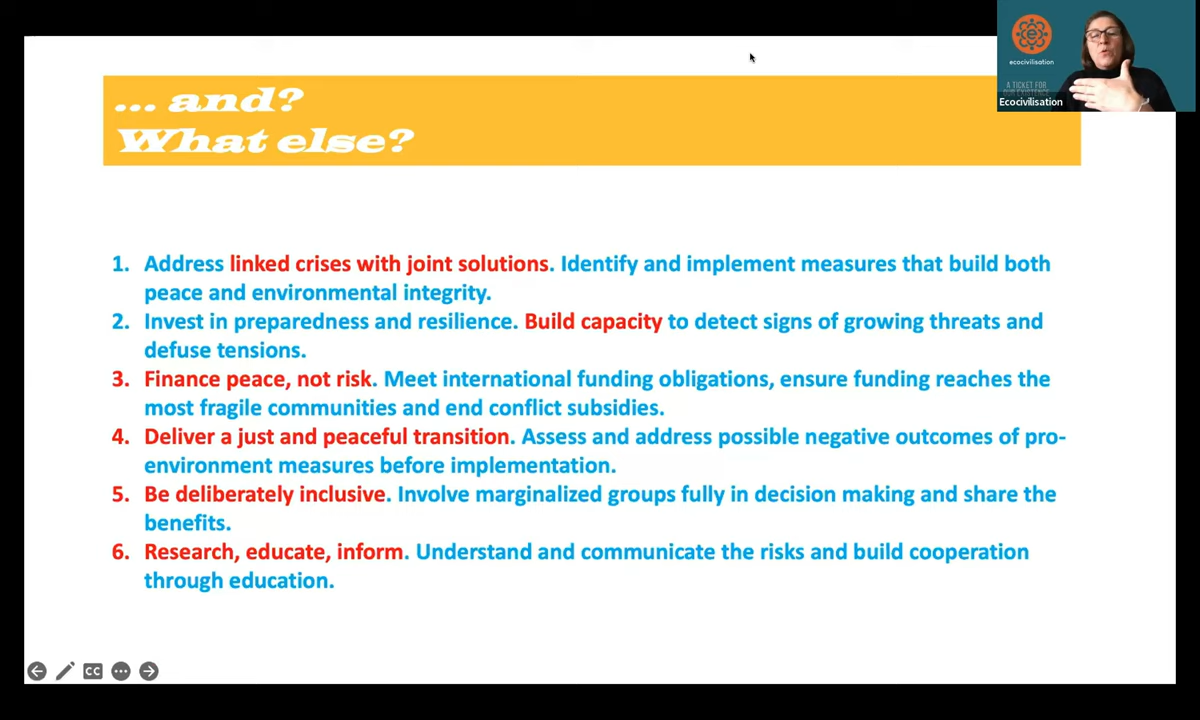 ... and?
What else?
ecocivilisation
A TICKET FOR
OUR EXISTENCE
Ecocivilisation
1. Address linked crises with joint solutions. Identify and implement measures that build both
peace and environmental integrity.
2. Invest in preparedness and resilience. Build capacity to detect signs of growing threats and
defuse tensions.
3. Finance peace, not risk. Meet international funding obligations, ensure funding reaches the
most fragile communities and end conflict subsidies.
4. Deliver a just and peaceful transition. Assess and address possible negative outcomes of pro-
environment measures before implementation.
5. Be deliberately inclusive. Involve marginalized groups fully in decision making and share the
benefits.
6. Research, educate, inform. Understand and communicate the risks and build cooperation
through education.
CC